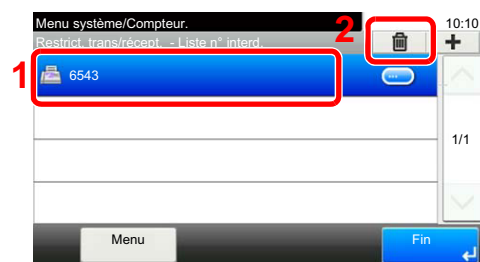 Menu système/Compteur.
10:10
Restrict. trans/récept. - Liste n° interd.
2
1
6543
1/1
Menu
Fin